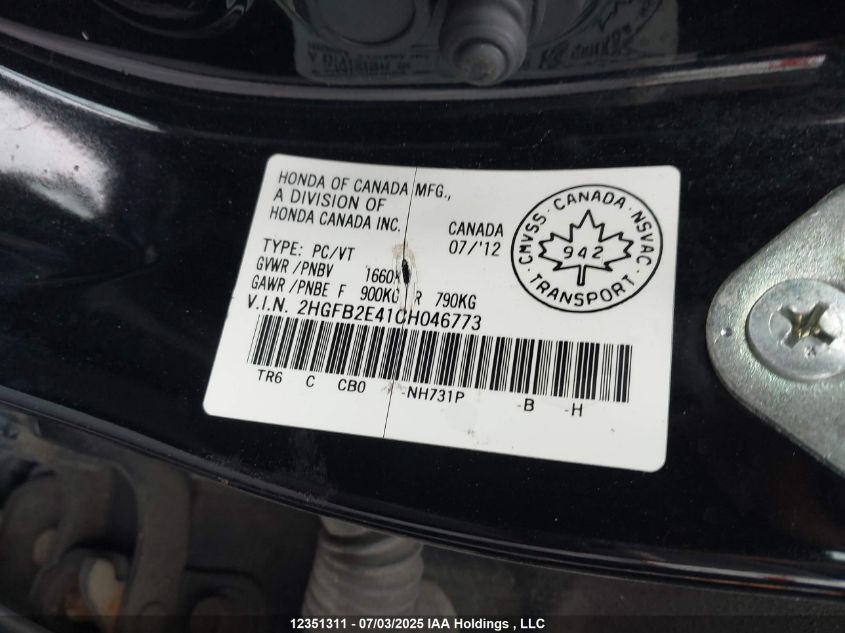 HONDA OF CANADA MFG.,
A DIVISION OF
HONDA CANADA INC.
CANADA
07/'12
TYPE: PC/VT
GVWR /PNBV 1660K
GAWR /PNBE F 900KG R 790KG
V.I.N. 2HGFB2E41CH046773
TR6 C CB0 -NH731P -B -H
CMVSS · CANADA · NSVAC
942
· TRANSPORT ·
12351311 - 07/03/2025 IAA Holdings , LLC